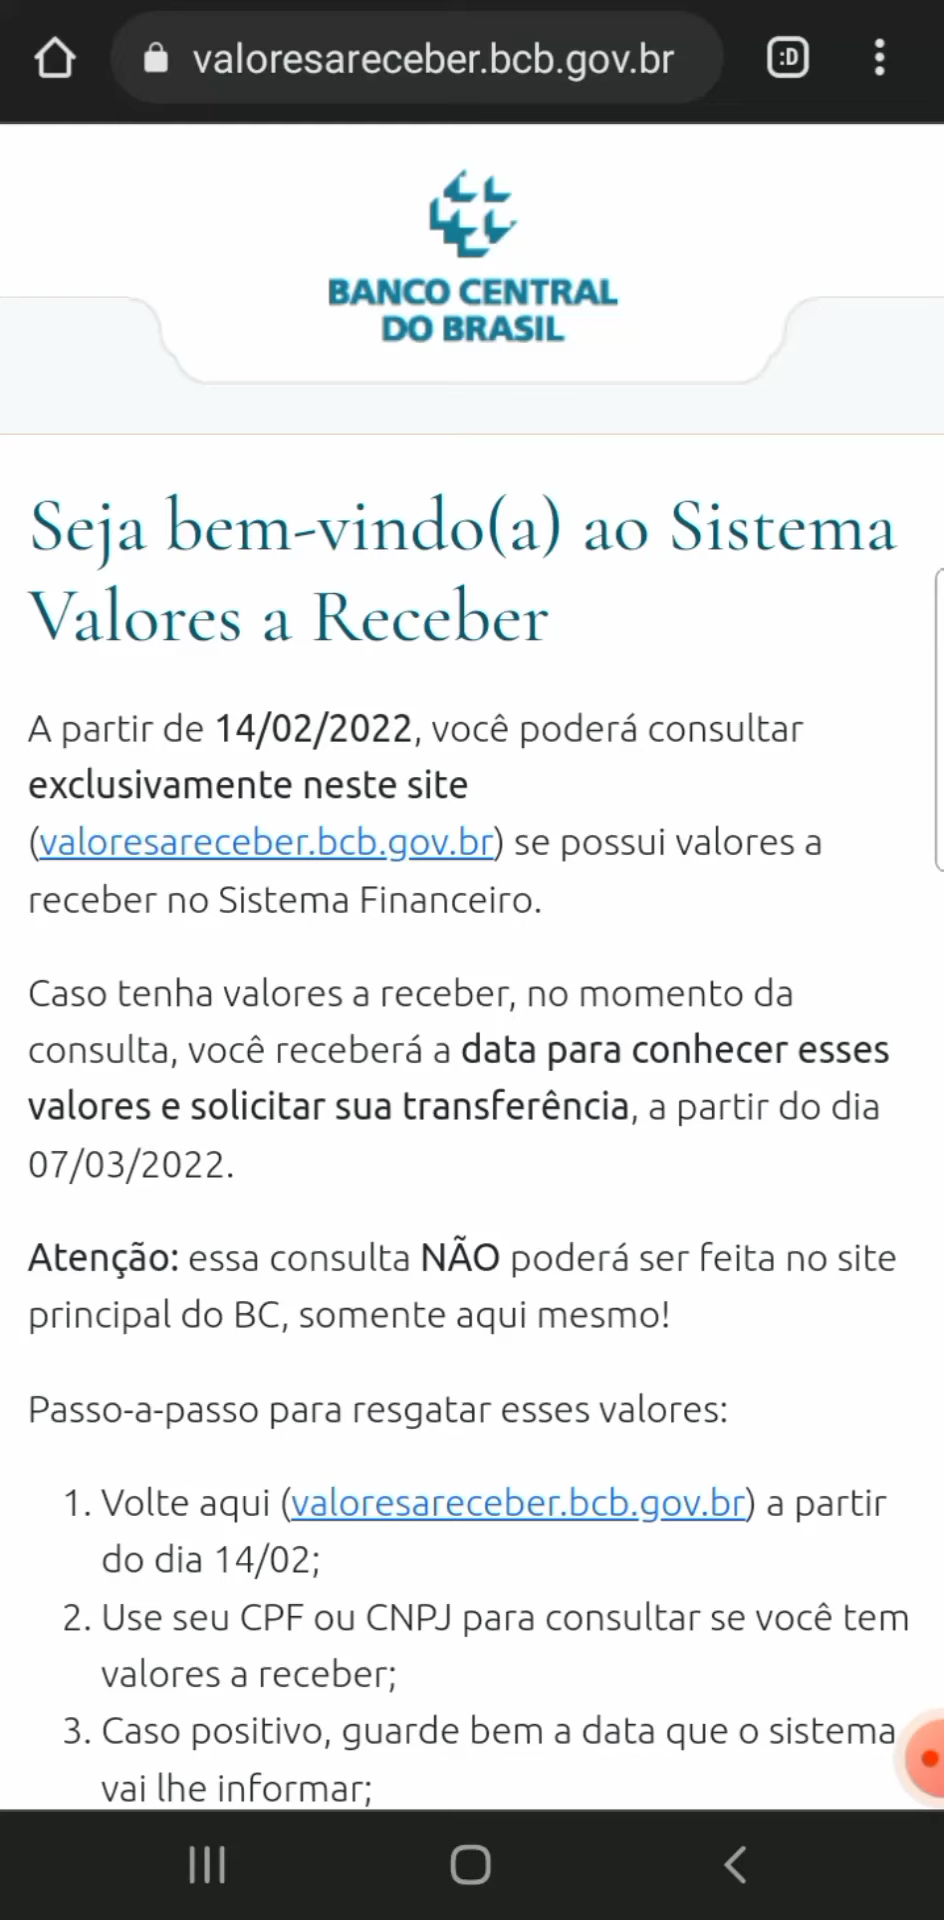 valoresareceber.bcb.gov.br
:D
BANCO CENTRAL
DO BRASIL
Seja bem-vindo(a) ao Sistema
Valores a Receber
A partir de 14/02/2022, você poderá consultar
exclusivamente neste site
(valoresareceber.bcb.gov.br) se possui valores a
receber no Sistema Financeiro.
Caso tenha valores a receber, no momento da
consulta, você receberá a data para conhecer esses
valores e solicitar sua transferência, a partir do dia
07/03/2022.
Atenção: essa consulta NÃO poderá ser feita no site
principal do BC, somente aqui mesmo!
Passo-a-passo para resgatar esses valores:
1. Volte aqui (valoresareceber.bcb.gov.br) a partir
do dia 14/02;
2. Use seu CPF ou CNPJ para consultar se você tem
valores a receber;
3. Caso positivo, guarde bem a data que o sistema
vai lhe informar;